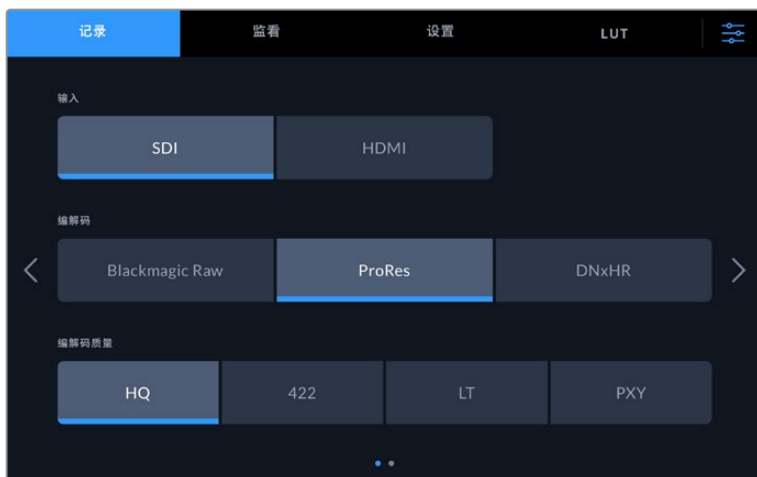 记录 监看 设置 LUT
输入
SDI HDMI
编解码
Blackmagic Raw ProRes DNxHR
编解码质量
HQ 422 LT PXY